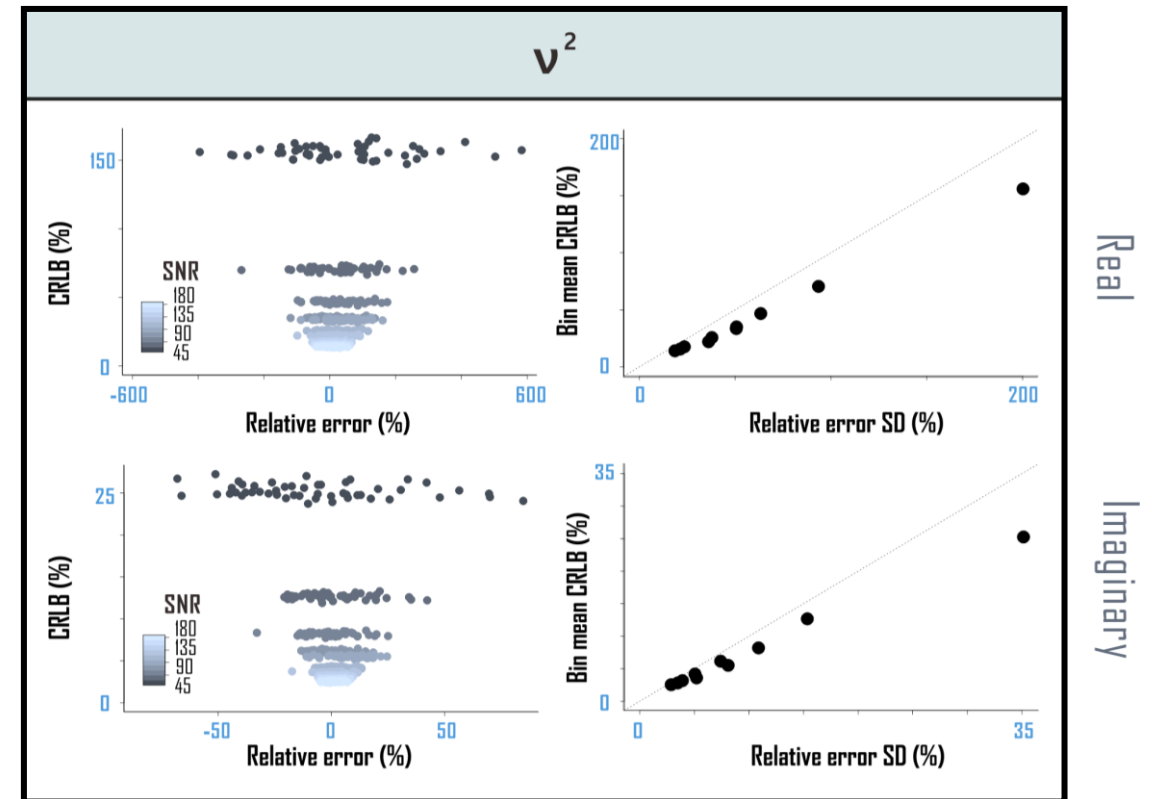 ν²
CRLB (%)
150
0
SNR
180
135
90
45
-600
0
600
Relative error (%)
Bin mean CRLB (%)
200
0
0
200
Relative error SD (%)
Real
CRLB (%)
25
0
SNR
180
135
90
45
-50
0
50
Relative error (%)
Bin mean CRLB (%)
35
0
0
35
Relative error SD (%)
Imaginary